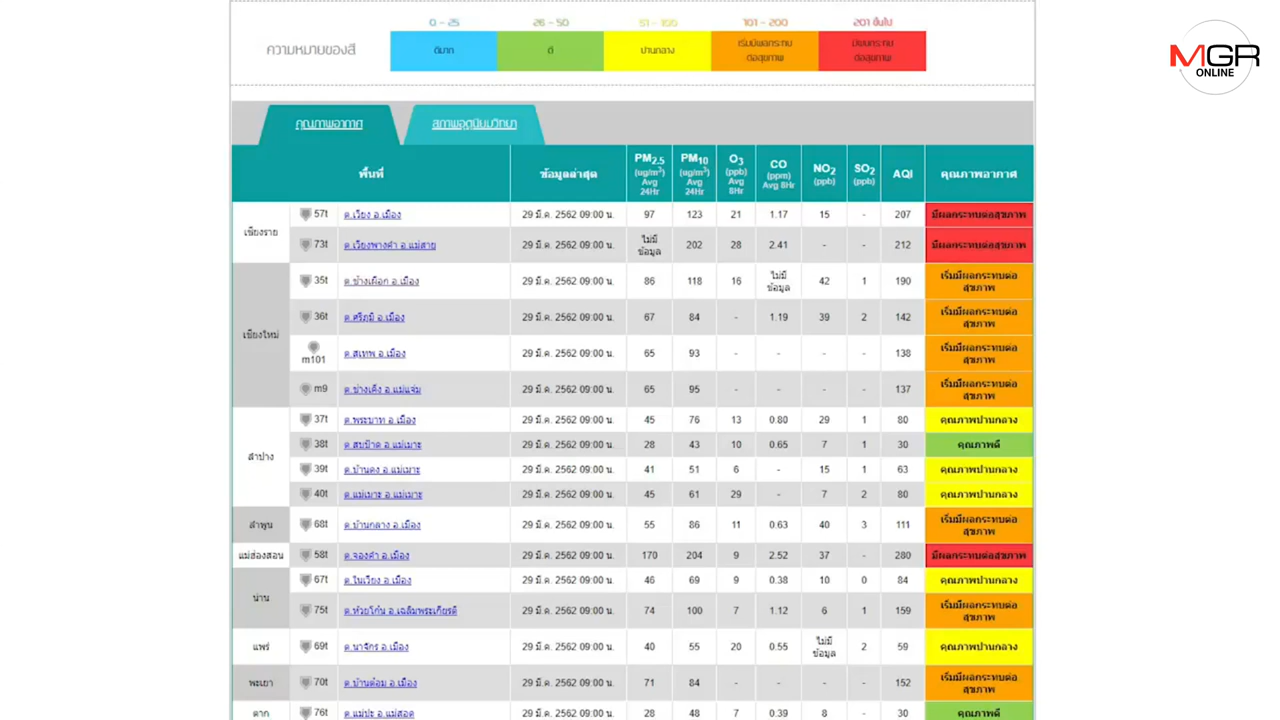 0 - 25 26 - 50 51 - 100 101 - 200 201 ขึ้นไป
ความหมายของสี ดีมาก ดี ปานกลาง เริ่มมีผลกระทบ ต่อสุขภาพ มีผลกระทบ ต่อสุขภาพ
MGR
ONLINE
คุณภาพอากาศ สภาพอุตุนิยมวิทยา
พื้นที่ ข้อมูลล่าสุด PM2.5 (ug/m3) Avg 24Hr PM10 (ug/m3) Avg 24Hr O3 (ppb) Avg 8Hr CO (ppm) Avg 8Hr NO2 (ppb) SO2 (ppb) AQI คุณภาพอากาศ
เชียงราย 57t ต.เวียง อ.เมือง 29 มี.ค. 2562 09:00 น. 97 123 21 1.17 15 - 207 มีผลกระทบต่อสุขภาพ
73t ต.เวียงพางคำ อ.แม่สาย 29 มี.ค. 2562 09:00 น. ไม่มี ข้อมูล 202 28 2.41 - - 212 มีผลกระทบต่อสุขภาพ
เชียงใหม่ 35t ต.ช้างเผือก อ.เมือง 29 มี.ค. 2562 09:00 น. 86 118 16 ไม่มี ข้อมูล 42 1 190 เริ่มมีผลกระทบต่อ สุขภาพ
36t ต.ศรีภูมิ อ.เมือง 29 มี.ค. 2562 09:00 น. 67 84 - 1.19 39 2 142 เริ่มมีผลกระทบต่อ สุขภาพ
m101 ต.สุเทพ อ.เมือง 29 มี.ค. 2562 09:00 น. 65 93 - - - - 138 เริ่มมีผลกระทบต่อ สุขภาพ
m9 ต.ช่างเคิ่ง อ.แม่แจ่ม 29 มี.ค. 2562 09:00 น. 65 95 - - - - 137 เริ่มมีผลกระทบต่อ สุขภาพ
ลำปาง 37t ต.พระบาท อ.เมือง 29 มี.ค. 2562 09:00 น. 45 76 13 0.80 29 1 80 คุณภาพปานกลาง
38t ต.สบป้าด อ.แม่เมาะ 29 มี.ค. 2562 09:00 น. 28 43 10 0.65 7 1 30 คุณภาพดี
39t ต.บ้านดง อ.แม่เมาะ 29 มี.ค. 2562 09:00 น. 41 51 6 - 15 1 63 คุณภาพปานกลาง
40t ต.แม่เมาะ อ.แม่เมาะ 29 มี.ค. 2562 09:00 น. 45 61 29 - 7 2 80 คุณภาพปานกลาง
ลำพูน 68t ต.บ้านกลาง อ.เมือง 29 มี.ค. 2562 09:00 น. 55 86 11 0.63 40 3 111 เริ่มมีผลกระทบต่อ สุขภาพ
แม่ฮ่องสอน 58t ต.จองคำ อ.เมือง 29 มี.ค. 2562 09:00 น. 170 204 9 2.52 37 - 280 มีผลกระทบต่อสุขภาพ
น่าน 67t ต.ในเวียง อ.เมือง 29 มี.ค. 2562 09:00 น. 46 69 9 0.38 10 0 84 คุณภาพปานกลาง
75t ต.ห้วยโก๋น อ.เฉลิมพระเกียรติ 29 มี.ค. 2562 09:00 น. 74 100 7 1.12 6 1 159 เริ่มมีผลกระทบต่อ สุขภาพ
แพร่ 69t ต.นาจักร อ.เมือง 29 มี.ค. 2562 09:00 น. 40 55 20 0.55 ไม่มี ข้อมูล 2 59 คุณภาพปานกลาง
พะเยา 70t ต.บ้านต๋อม อ.เมือง 29 มี.ค. 2562 09:00 น. 71 84 - - - - 152 เริ่มมีผลกระทบต่อ สุขภาพ
ตาก 76t ต.แม่ปะ อ.แม่สอด 29 มี.ค. 2562 09:00 น. 28 48 7 0.39 8 - 30 คุณภาพดี